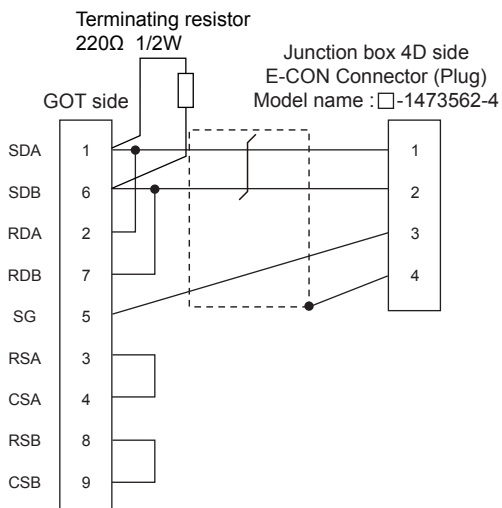 Terminating resistor
220Ω 1/2W
Junction box 4D side
E-CON Connector (Plug)
Model name : □-1473562-4
GOT side
SDA 1 1
SDB 6 2
RDA 2 3
RDB 7 4
SG 5
RSA 3
CSA 4
RSB 8
CSB 9